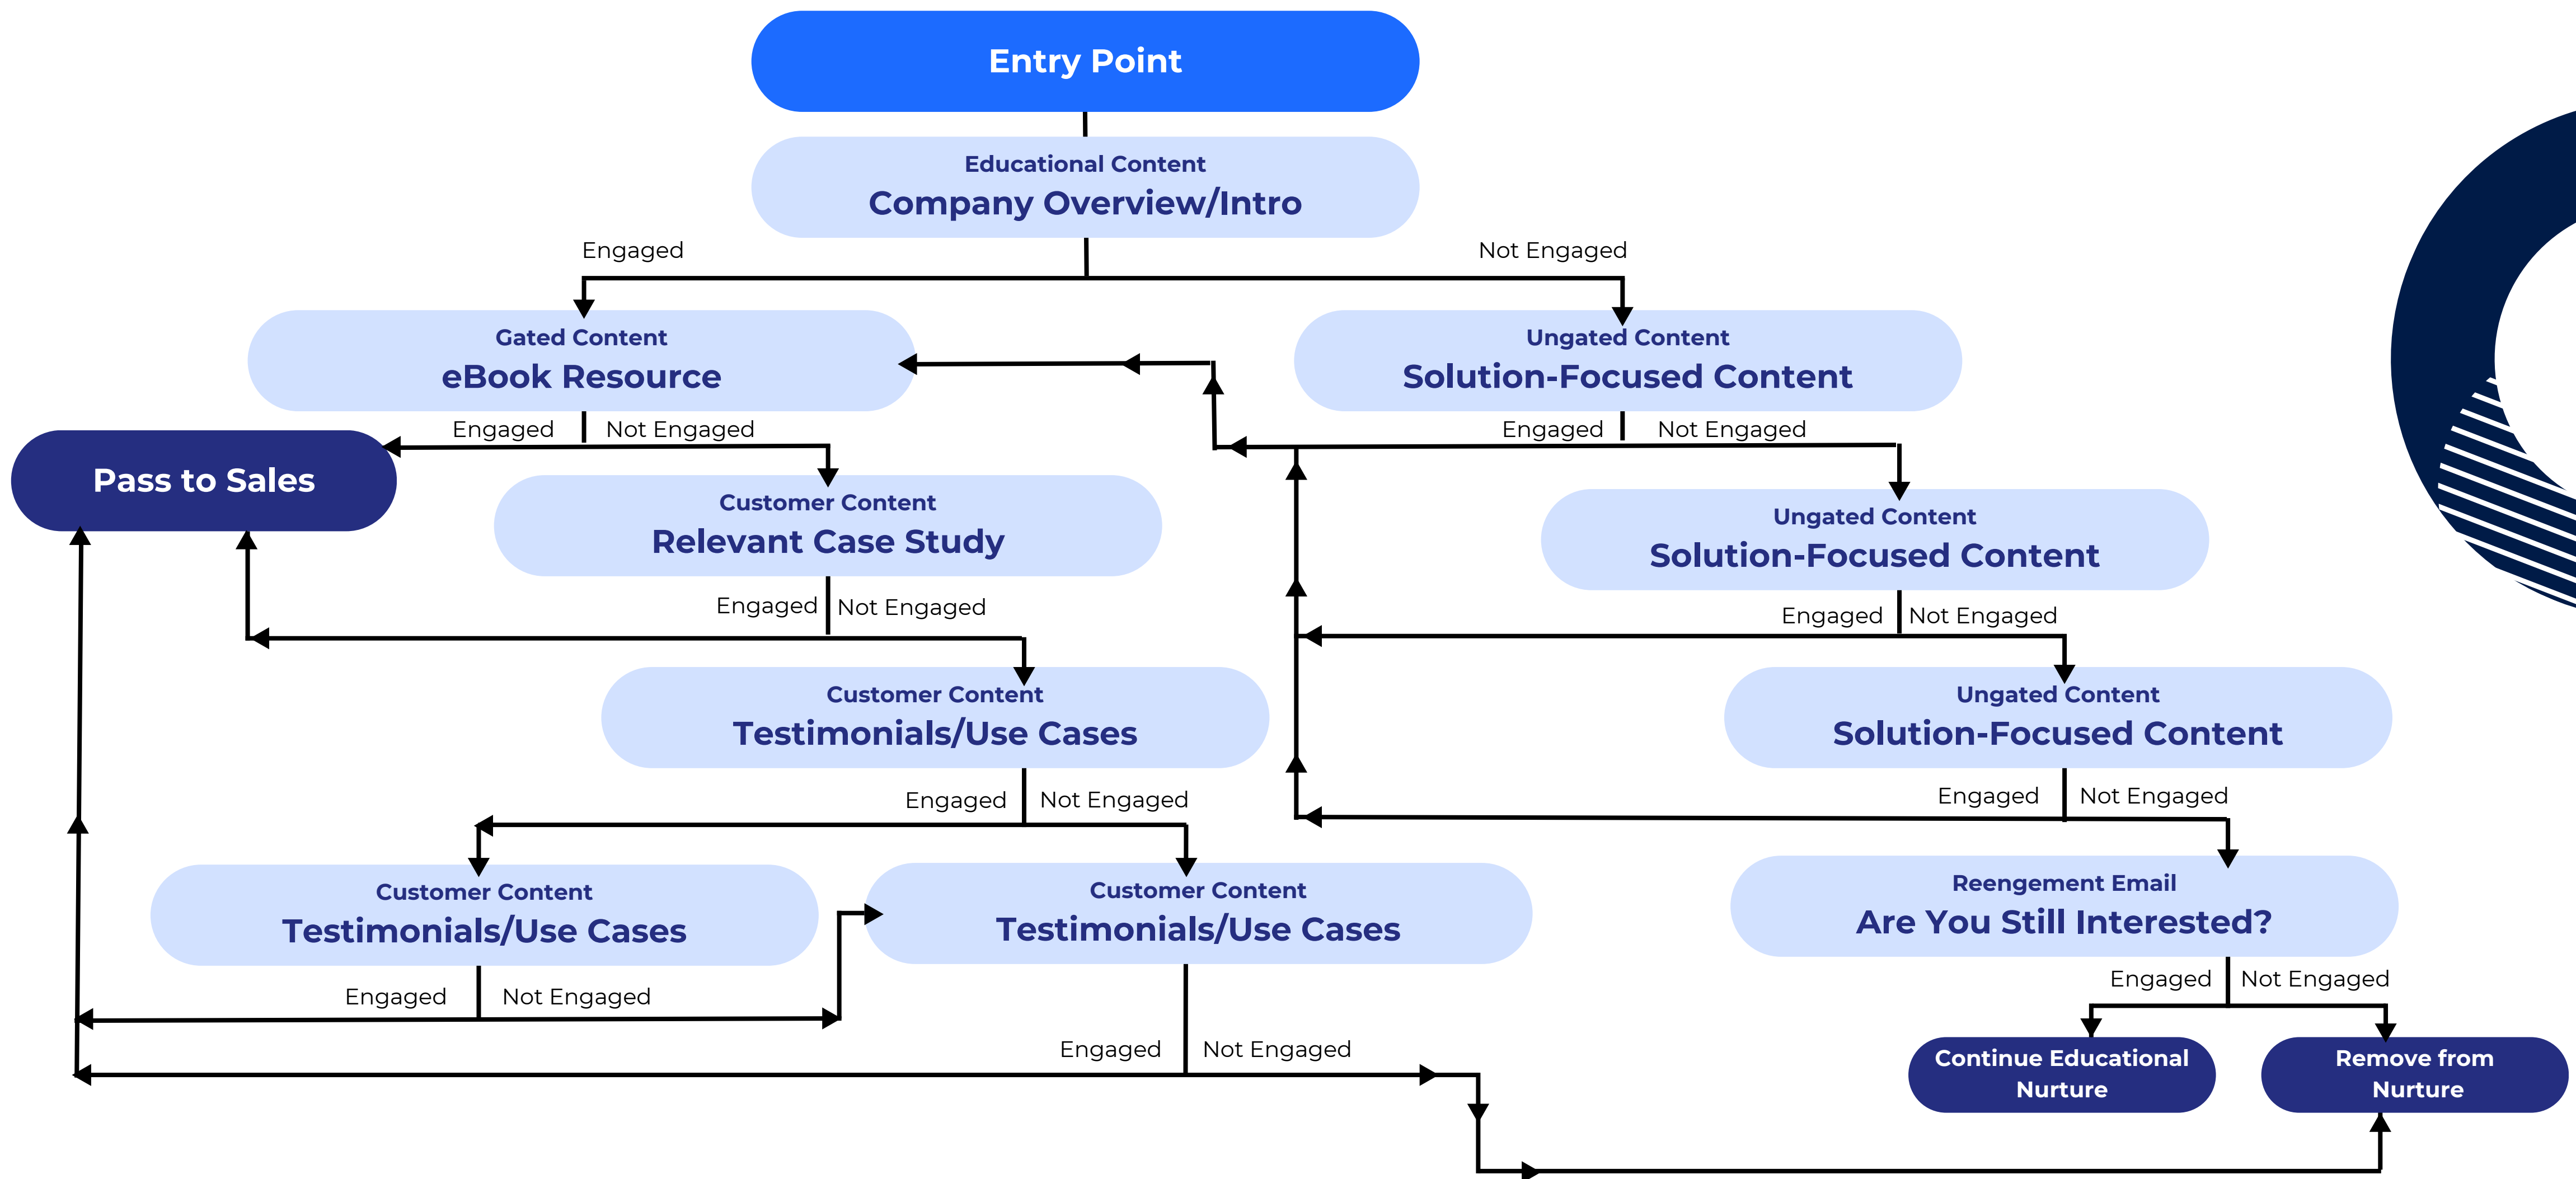 Entry Point
Educational Content
Company Overview/Intro
Engaged
Not Engaged
Gated Content
eBook Resource
Ungated Content
Solution-Focused Content
Engaged
Not Engaged
Engaged
Not Engaged
Pass to Sales
Customer Content
Relevant Case Study
Ungated Content
Solution-Focused Content
Engaged
Not Engaged
Engaged
Not Engaged
Customer Content
Testimonials/Use Cases
Ungated Content
Solution-Focused Content
Engaged
Not Engaged
Engaged
Not Engaged
Customer Content
Testimonials/Use Cases
Customer Content
Testimonials/Use Cases
Reengement Email
Are You Still Interested?
Engaged
Not Engaged
Engaged
Not Engaged
Engaged
Not Engaged
Continue Educational
Nurture
Remove from
Nurture